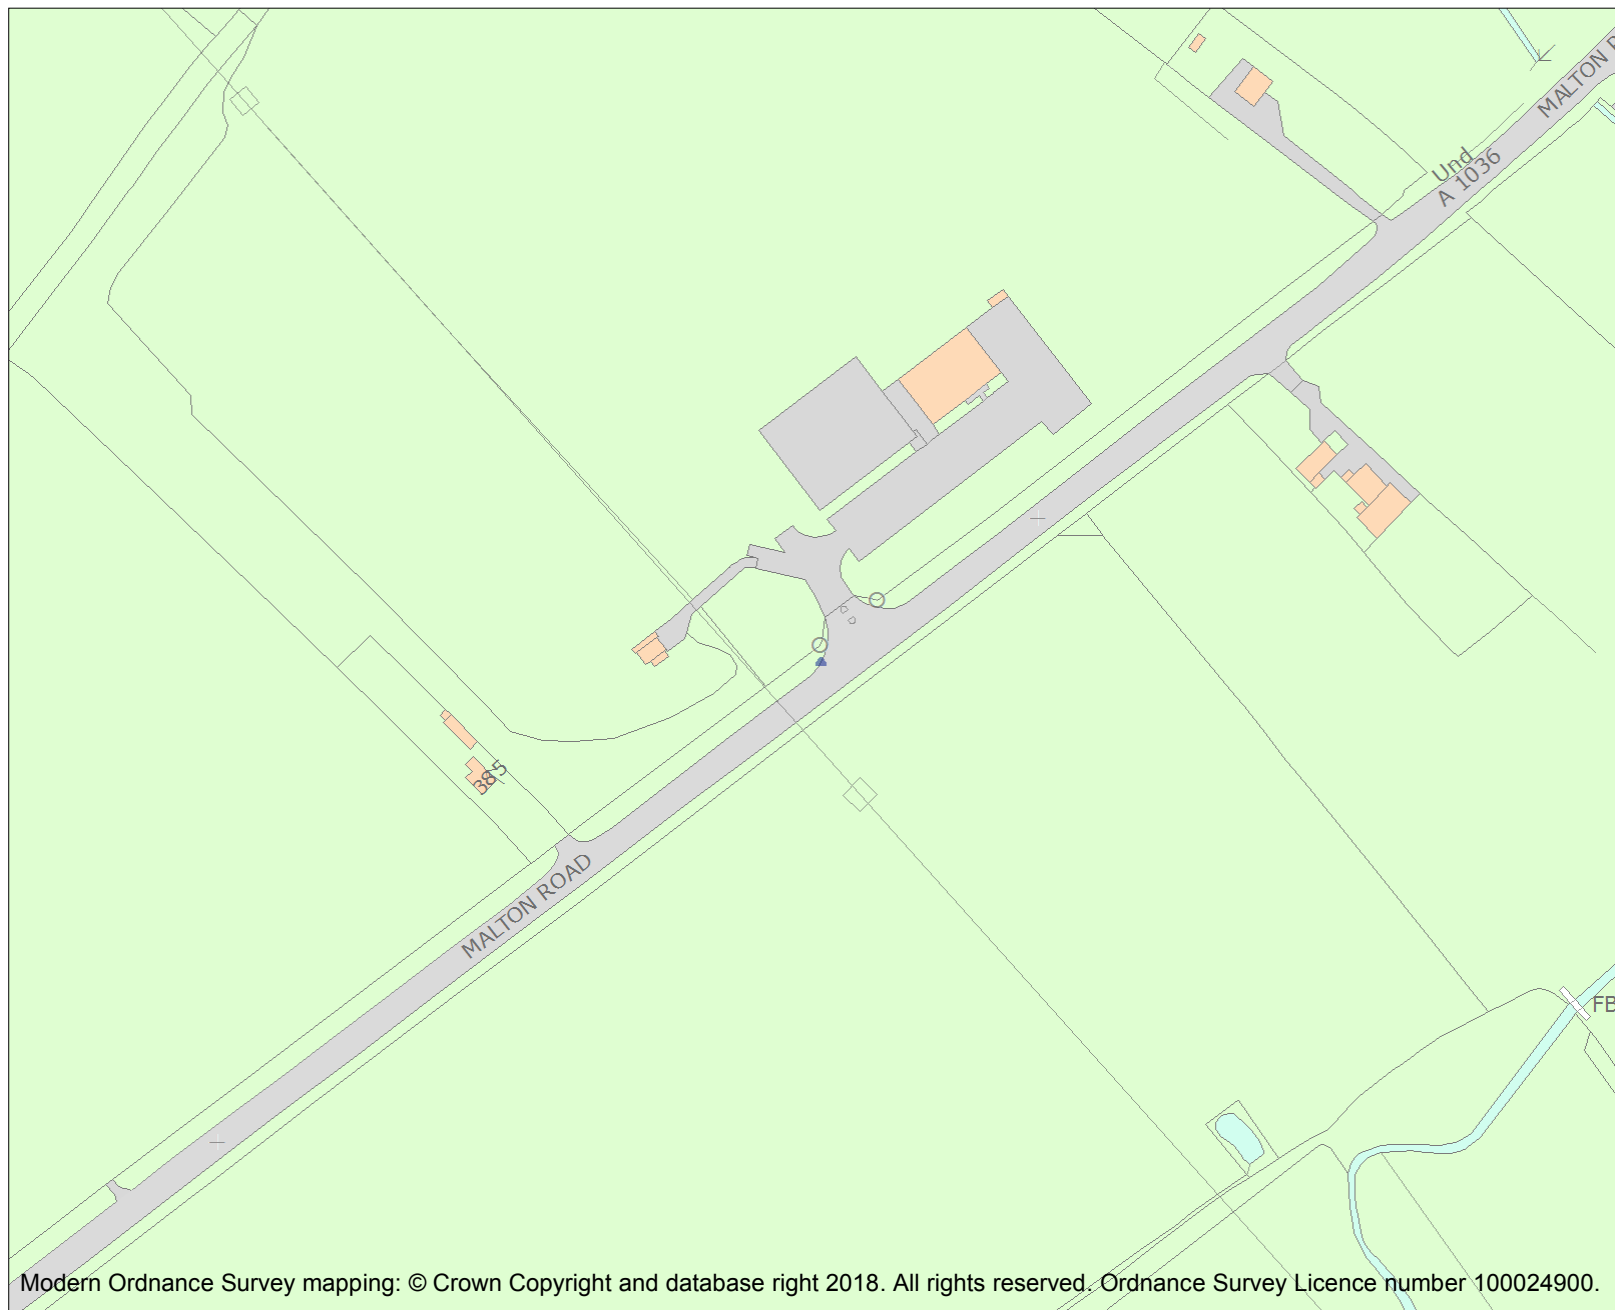 MALTON R
Und
A 1036
385
MALTON ROAD
FB
Modern Ordnance Survey mapping: © Crown Copyright and database right 2018. All rights reserved. Ordnance Survey Licence number 100024900.